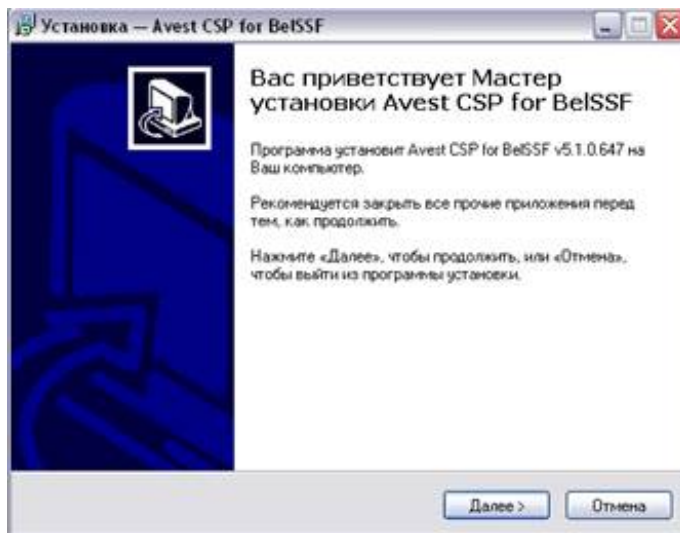 Установка — Avest CSP for BelSSF
Вас приветствует Мастер
установки Avest CSP for BelSSF
Программа установит Avest CSP for BelSSF v5.1.0.647 на
Ваш компьютер.
Рекомендуется закрыть все прочие приложения перед
тем, как продолжить.
Нажмите «Далее», чтобы продолжить, или «Отмена»,
чтобы выйти из программы установки.
Далее >
Отмена